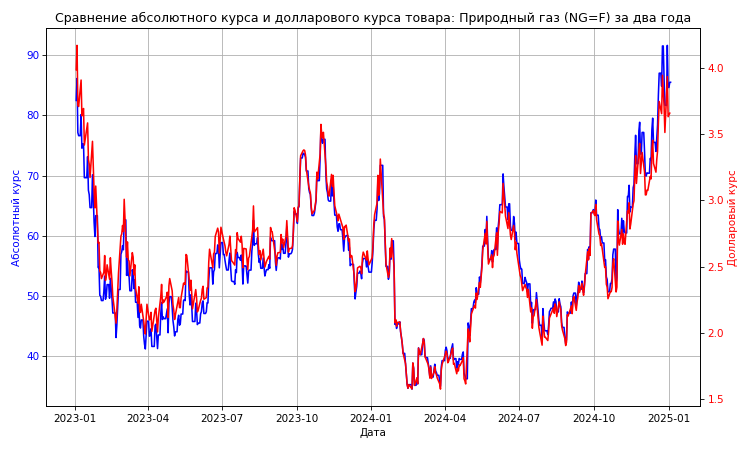 Сравнение абсолютного курса и долларового курса товара: Природный газ (NG=F) за два года
90
80
70
60
50
40
Абсолютный курс
4.0
3.5
3.0
2.5
2.0
1.5
Долларовый курс
2023-01 2023-04 2023-07 2023-10 2024-01 2024-04 2024-07 2024-10 2025-01
Дата